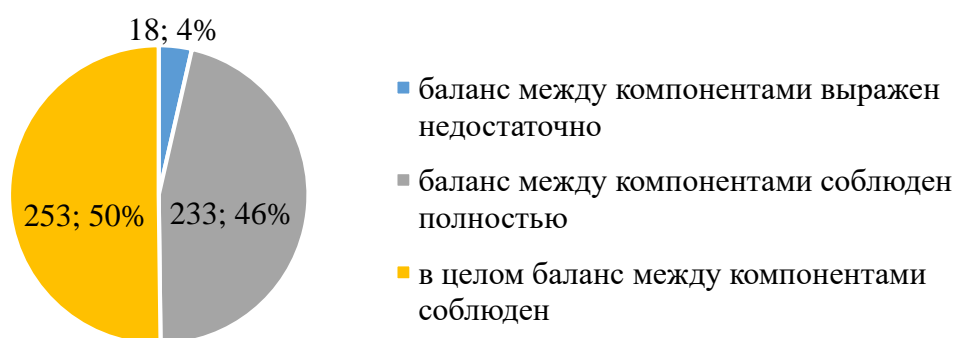 18; 4%
253; 50%
233; 46%
баланс между компонентами выражен
недостаточно
баланс между компонентами соблюден
полностью
в целом баланс между компонентами
соблюден